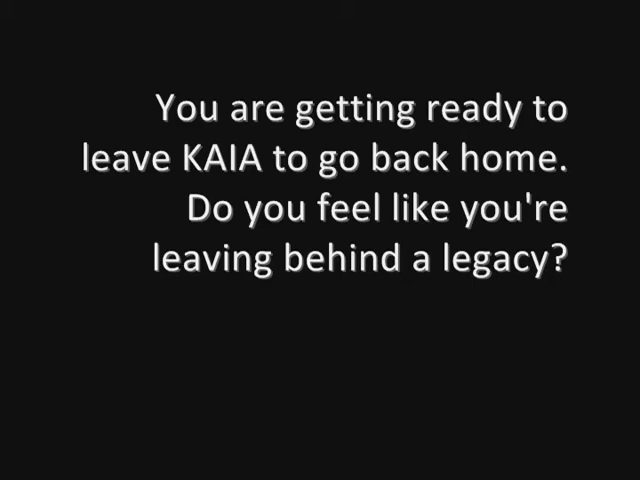 You are getting ready to
leave KAIA to go back home.
Do you feel like you're
leaving behind a legacy?